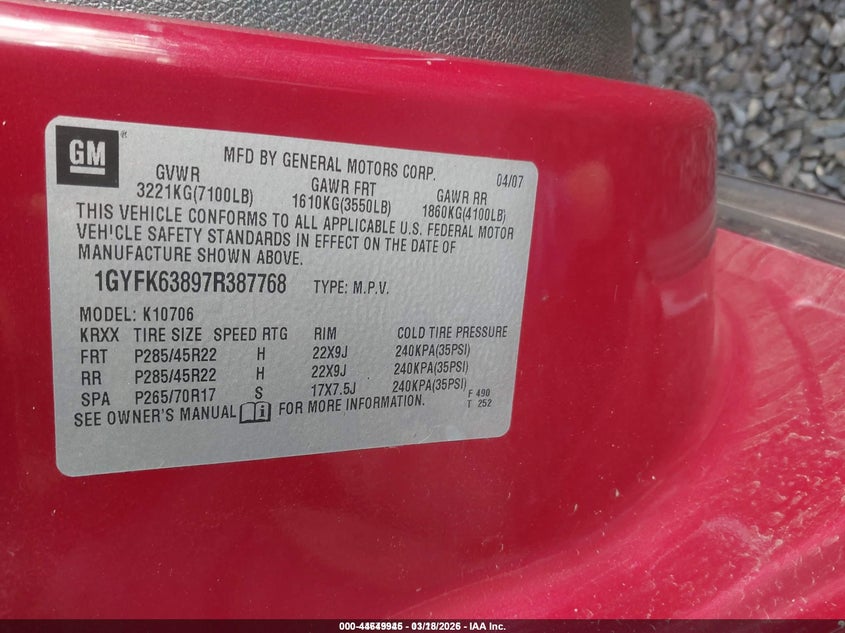 GM ®
MFD BY GENERAL MOTORS CORP. 04/07
GVWR GAWR FRT GAWR RR
3221KG(7100LB) 1610KG(3550LB) 1860KG(4100LB)
THIS VEHICLE CONFORMS TO ALL APPLICABLE U.S. FEDERAL MOTOR
VEHICLE SAFETY STANDARDS IN EFFECT ON THE DATE OF
MANUFACTURE SHOWN ABOVE.
1GYFK63897R387768 TYPE: M.P.V.
MODEL: K10706
KRXX TIRE SIZE SPEED RTG RIM COLD TIRE PRESSURE
FRT P285/45R22 H 22X9J 240KPA(35PSI)
RR P285/45R22 H 22X9J 240KPA(35PSI)
SPA P265/70R17 S 17X7.5J 240KPA(35PSI)
F 490
SEE OWNER'S MANUAL i FOR MORE INFORMATION. T 252
03/18/2026 - IAA Inc.